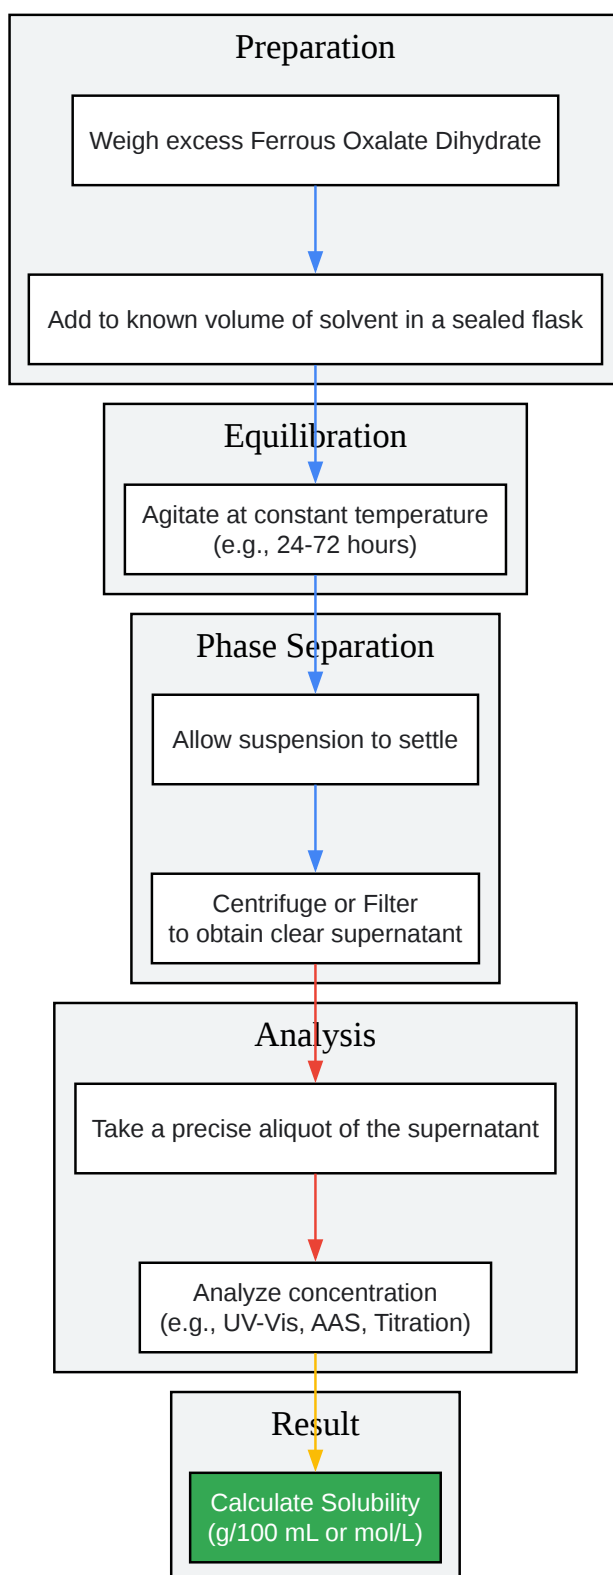 Preparation
Weigh excess Ferrous Oxalate Dihydrate
Add to known volume of solvent in a sealed flask
Equilibration
Agitate at constant temperature
(e.g., 24-72 hours)
Phase Separation
Allow suspension to settle
Centrifuge or Filter
to obtain clear supernatant
Analysis
Take a precise aliquot of the supernatant
Analyze concentration
(e.g., UV-Vis, AAS, Titration)
Result
Calculate Solubility
(g/100 mL or mol/L)